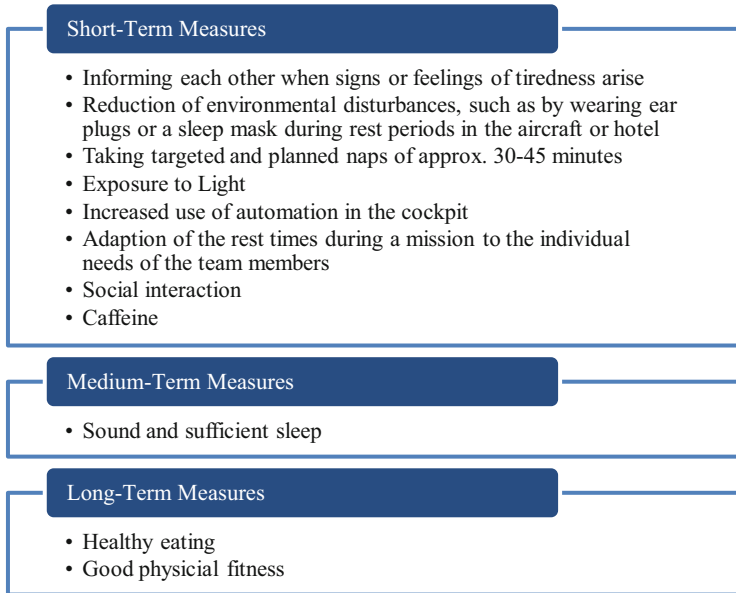 Short-Term Measures
• Informing each other when signs or feelings of tiredness arise
• Reduction of environmental disturbances, such as by wearing ear
plugs or a sleep mask during rest periods in the aircraft or hotel
• Taking targeted and planned naps of approx. 30-45 minutes
• Exposure to Light
• Increased use of automation in the cockpit
• Adaption of the rest times during a mission to the individual
needs of the team members
• Social interaction
• Caffeine
Medium-Term Measures
• Sound and sufficient sleep
Long-Term Measures
• Healthy eating
• Good physicial fitness